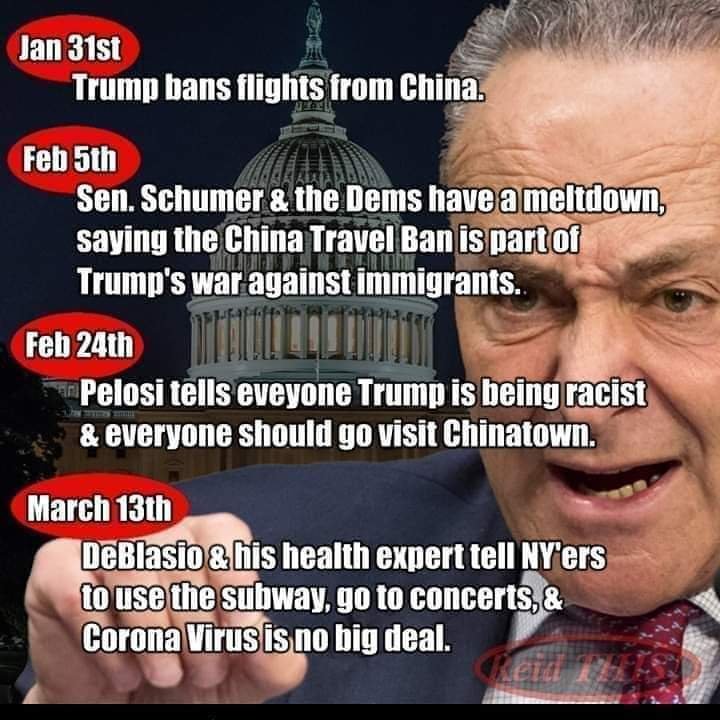 Jan 31st
Trump bans flights from China.
Feb 5th
Sen. Schumer & the Dems have a meltdown,
saying the China Travel Ban is part of
Trump's war against immigrants.
Feb 24th
Pelosi tells eveyone Trump is being racist
& everyone should go visit Chinatown.
March 13th
DeBlasio & his health expert tell NY'ers
to use the subway, go to concerts, &
Corona Virus is no big deal.
Reid THIS!